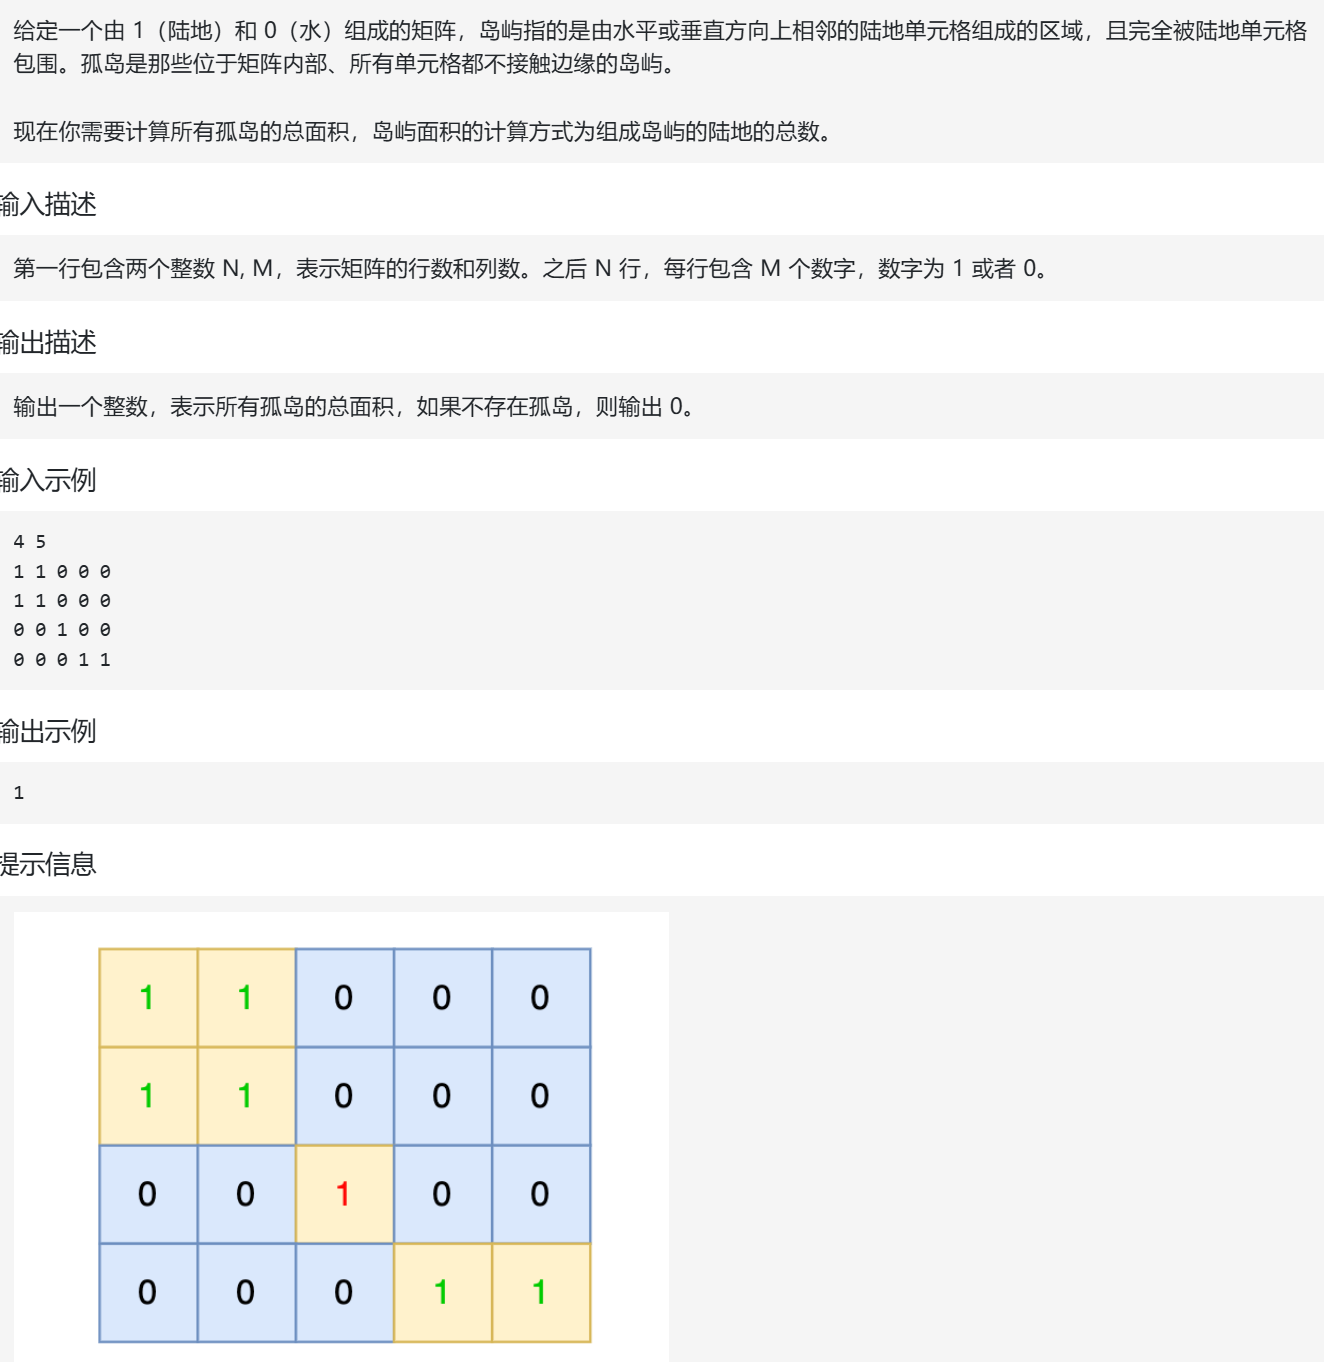 给定一个由 1（陆地）和 0（水）组成的矩阵，岛屿指的是由水平或垂直方向上相邻的陆地单元格组成的区域，且完全被陆地单元格
包围。孤岛是那些位于矩阵内部、所有单元格都不接触边缘的岛屿。
现在你需要计算所有孤岛的总面积，岛屿面积的计算方式为组成岛屿的陆地的总数。
输入描述
第一行包含两个整数 N, M，表示矩阵的行数和列数。之后 N 行，每行包含 M 个数字，数字为 1 或者 0。
输出描述
输出一个整数，表示所有孤岛的总面积，如果不存在孤岛，则输出 0。
输入示例
4 5
1 1 0 0 0
1 1 0 0 0
0 0 1 0 0
0 0 0 1 1
输出示例
1
提示信息
1 1 0 0 0
1 1 0 0 0
0 0 1 0 0
0 0 0 1 1